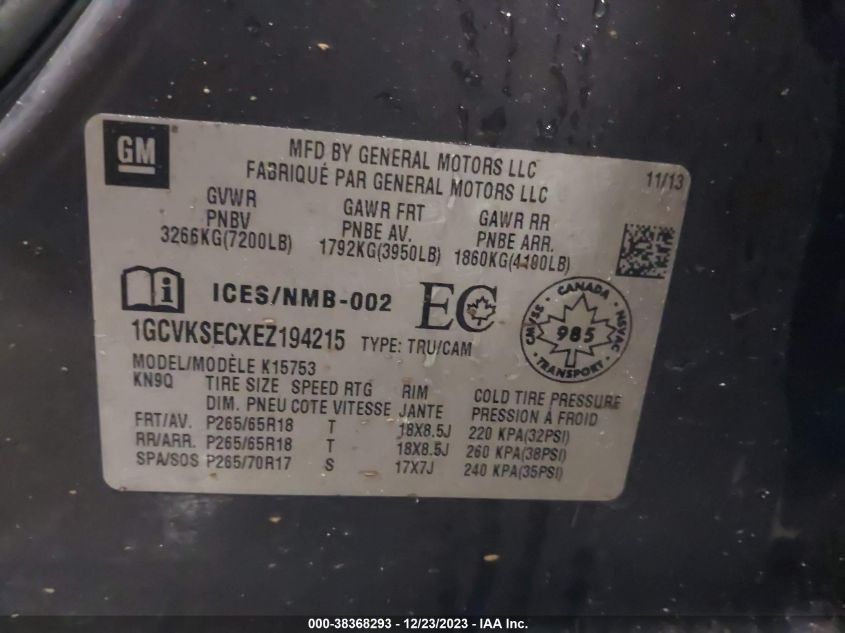 GM
MFD BY GENERAL MOTORS LLC
FABRIQUÉ PAR GENERAL MOTORS LLC
11/13
GVWR
PNBV
3266KG(7200LB)
GAWR FRT
PNBE AV.
1792KG(3950LB)
GAWR RR
PNBE ARR.
1860KG(4100LB)
ICES/NMB-002
EC
CANADA
CMVSS
NSVAC
985
TRANSPORT
1GCVKSECXEZ194215 TYPE: TRU/CAM
MODEL/MODÈLE K15753
KN9Q TIRE SIZE SPEED RTG RIM COLD TIRE PRESSURE
DIM. PNEU COTE VITESSE JANTE PRESSION À FROID
FRT/AV. P265/65R18 T 18X8.5J 220 KPA(32PSI)
RR/ARR. P265/65R18 T 18X8.5J 260 KPA(38PSI)
SPA/SOS P265/70R17 S 17X7J 240 KPA(35PSI)
000-38368293 - 12/23/2023 - IAA Inc.